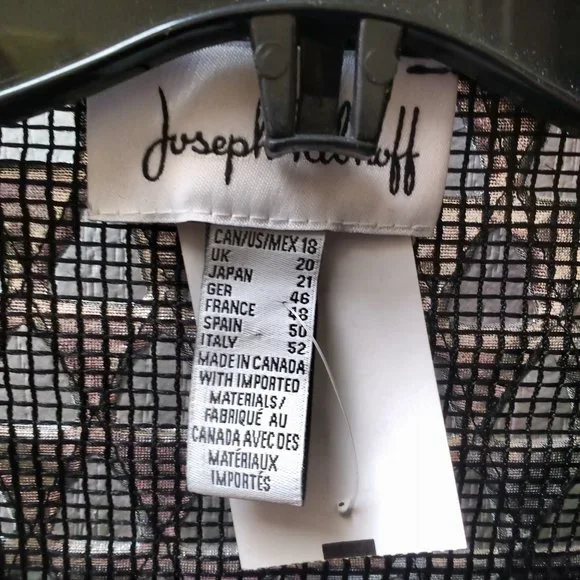 Joseph
CAN/US/MEX 18
UK 20
JAPAN 21
GER 46
FRANCE 48
SPAIN 50
ITALY 52
MADE IN CANADA
WITH IMPORTED
MATERIALS/
FABRIQUÉ AU
CANADA AVEC DES
MATÉRIAUX
IMPORTÉS